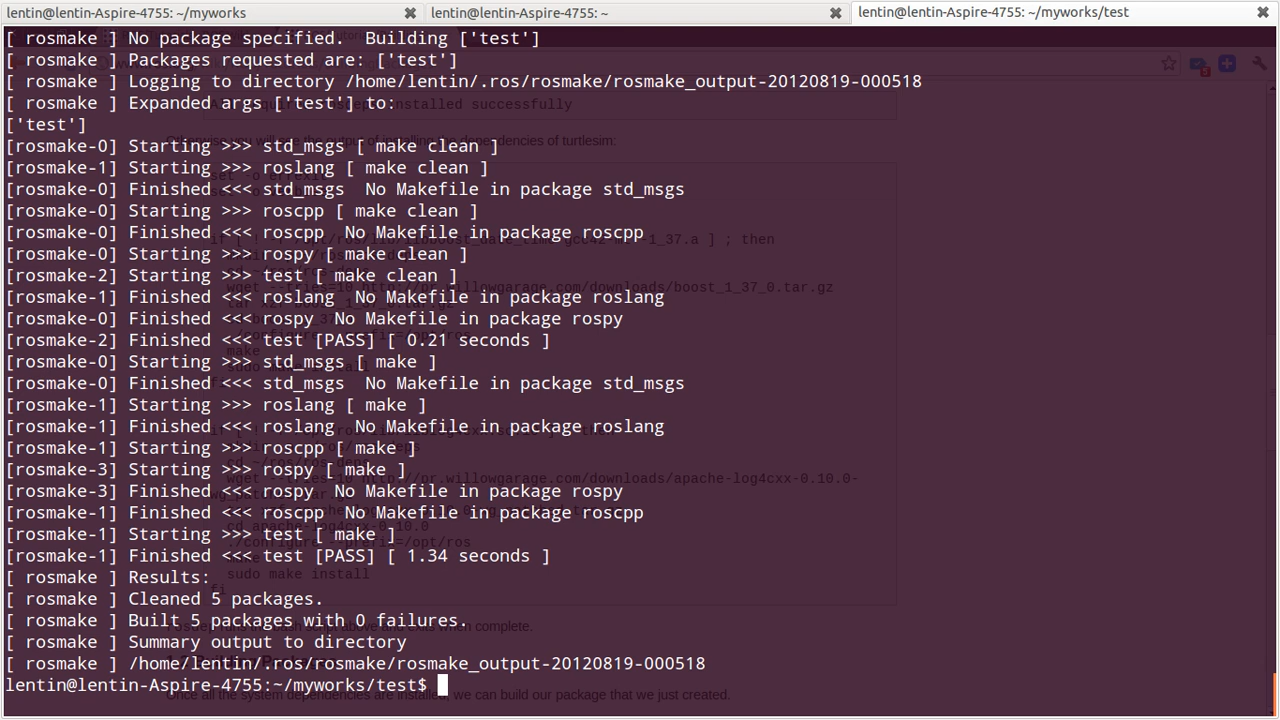 lentin@lentin-Aspire-4755: ~/myworks
lentin@lentin-Aspire-4755: ~
lentin@lentin-Aspire-4755: ~/myworks/test
[ rosmake ] No package specified.  Building ['test']
[ rosmake ] Packages requested are: ['test']
[ rosmake ] Logging to directory /home/lentin/.ros/rosmake/rosmake_output-20120819-000518
[ rosmake ] Expanded args ['test'] to:
['test']
[rosmake-0] Starting >>> std_msgs [ make clean ]
[rosmake-1] Starting >>> roslang [ make clean ]
[rosmake-0] Finished <<< std_msgs  No Makefile in package std_msgs
[rosmake-0] Starting >>> roscpp [ make clean ]
[rosmake-0] Finished <<< roscpp  No Makefile in package roscpp
[rosmake-0] Starting >>> rospy [ make clean ]
[rosmake-2] Starting >>> test [ make clean ]
[rosmake-1] Finished <<< roslang  No Makefile in package roslang
[rosmake-0] Finished <<< rospy  No Makefile in package rospy
[rosmake-2] Finished <<< test [PASS] [ 0.21 seconds ]
[rosmake-0] Starting >>> std_msgs [ make ]
[rosmake-0] Finished <<< std_msgs  No Makefile in package std_msgs
[rosmake-1] Starting >>> roslang [ make ]
[rosmake-1] Finished <<< roslang  No Makefile in package roslang
[rosmake-1] Starting >>> roscpp [ make ]
[rosmake-3] Starting >>> rospy [ make ]
[rosmake-3] Finished <<< rospy  No Makefile in package rospy
[rosmake-1] Finished <<< roscpp  No Makefile in package roscpp
[rosmake-1] Starting >>> test [ make ]
[rosmake-1] Finished <<< test [PASS] [ 1.34 seconds ]
[ rosmake ] Results:
[ rosmake ] Cleaned 5 packages.
[ rosmake ] Built 5 packages with 0 failures.
[ rosmake ] Summary output to directory
[ rosmake ] /home/lentin/.ros/rosmake/rosmake_output-20120819-000518
lentin@lentin-Aspire-4755:~/myworks/test$